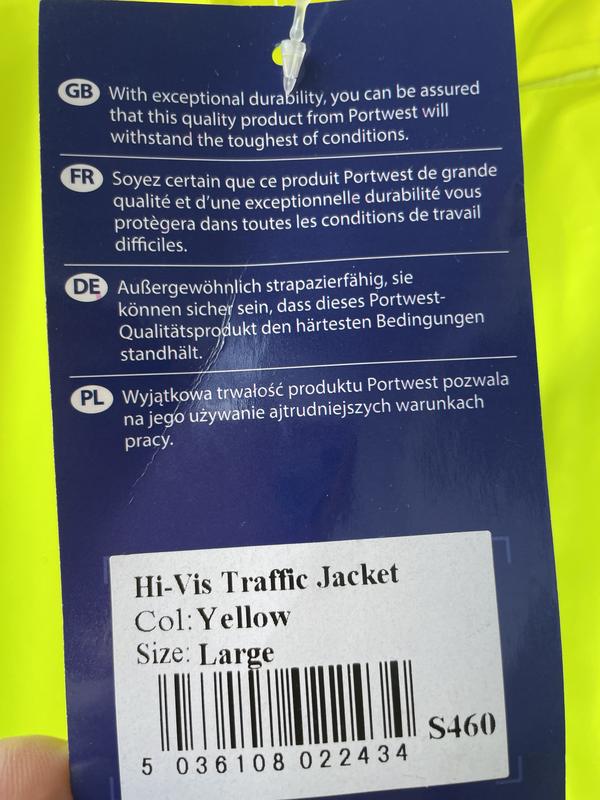 GB With exceptional durability, you can be assured
that this quality product from Portwest will
withstand the toughest of conditions.
FR Soyez certain que ce produit Portwest de grande
qualité et d'une exceptionnelle durabilité vous
protègera dans toutes les conditions de travail
difficiles.
DE Außergewöhnlich strapazierfähig, sie
können sicher sein, dass dieses Portwest-
Qualitätsprodukt den härtesten Bedingungen
standhält.
PL Wyjątkowa trwałość produktu Portwest pozwala
na jego używanie ajtrudniejszych warunkach
pracy.
Hi-Vis Traffic Jacket
Col: Yellow
Size: Large
S460
5 036108 022434